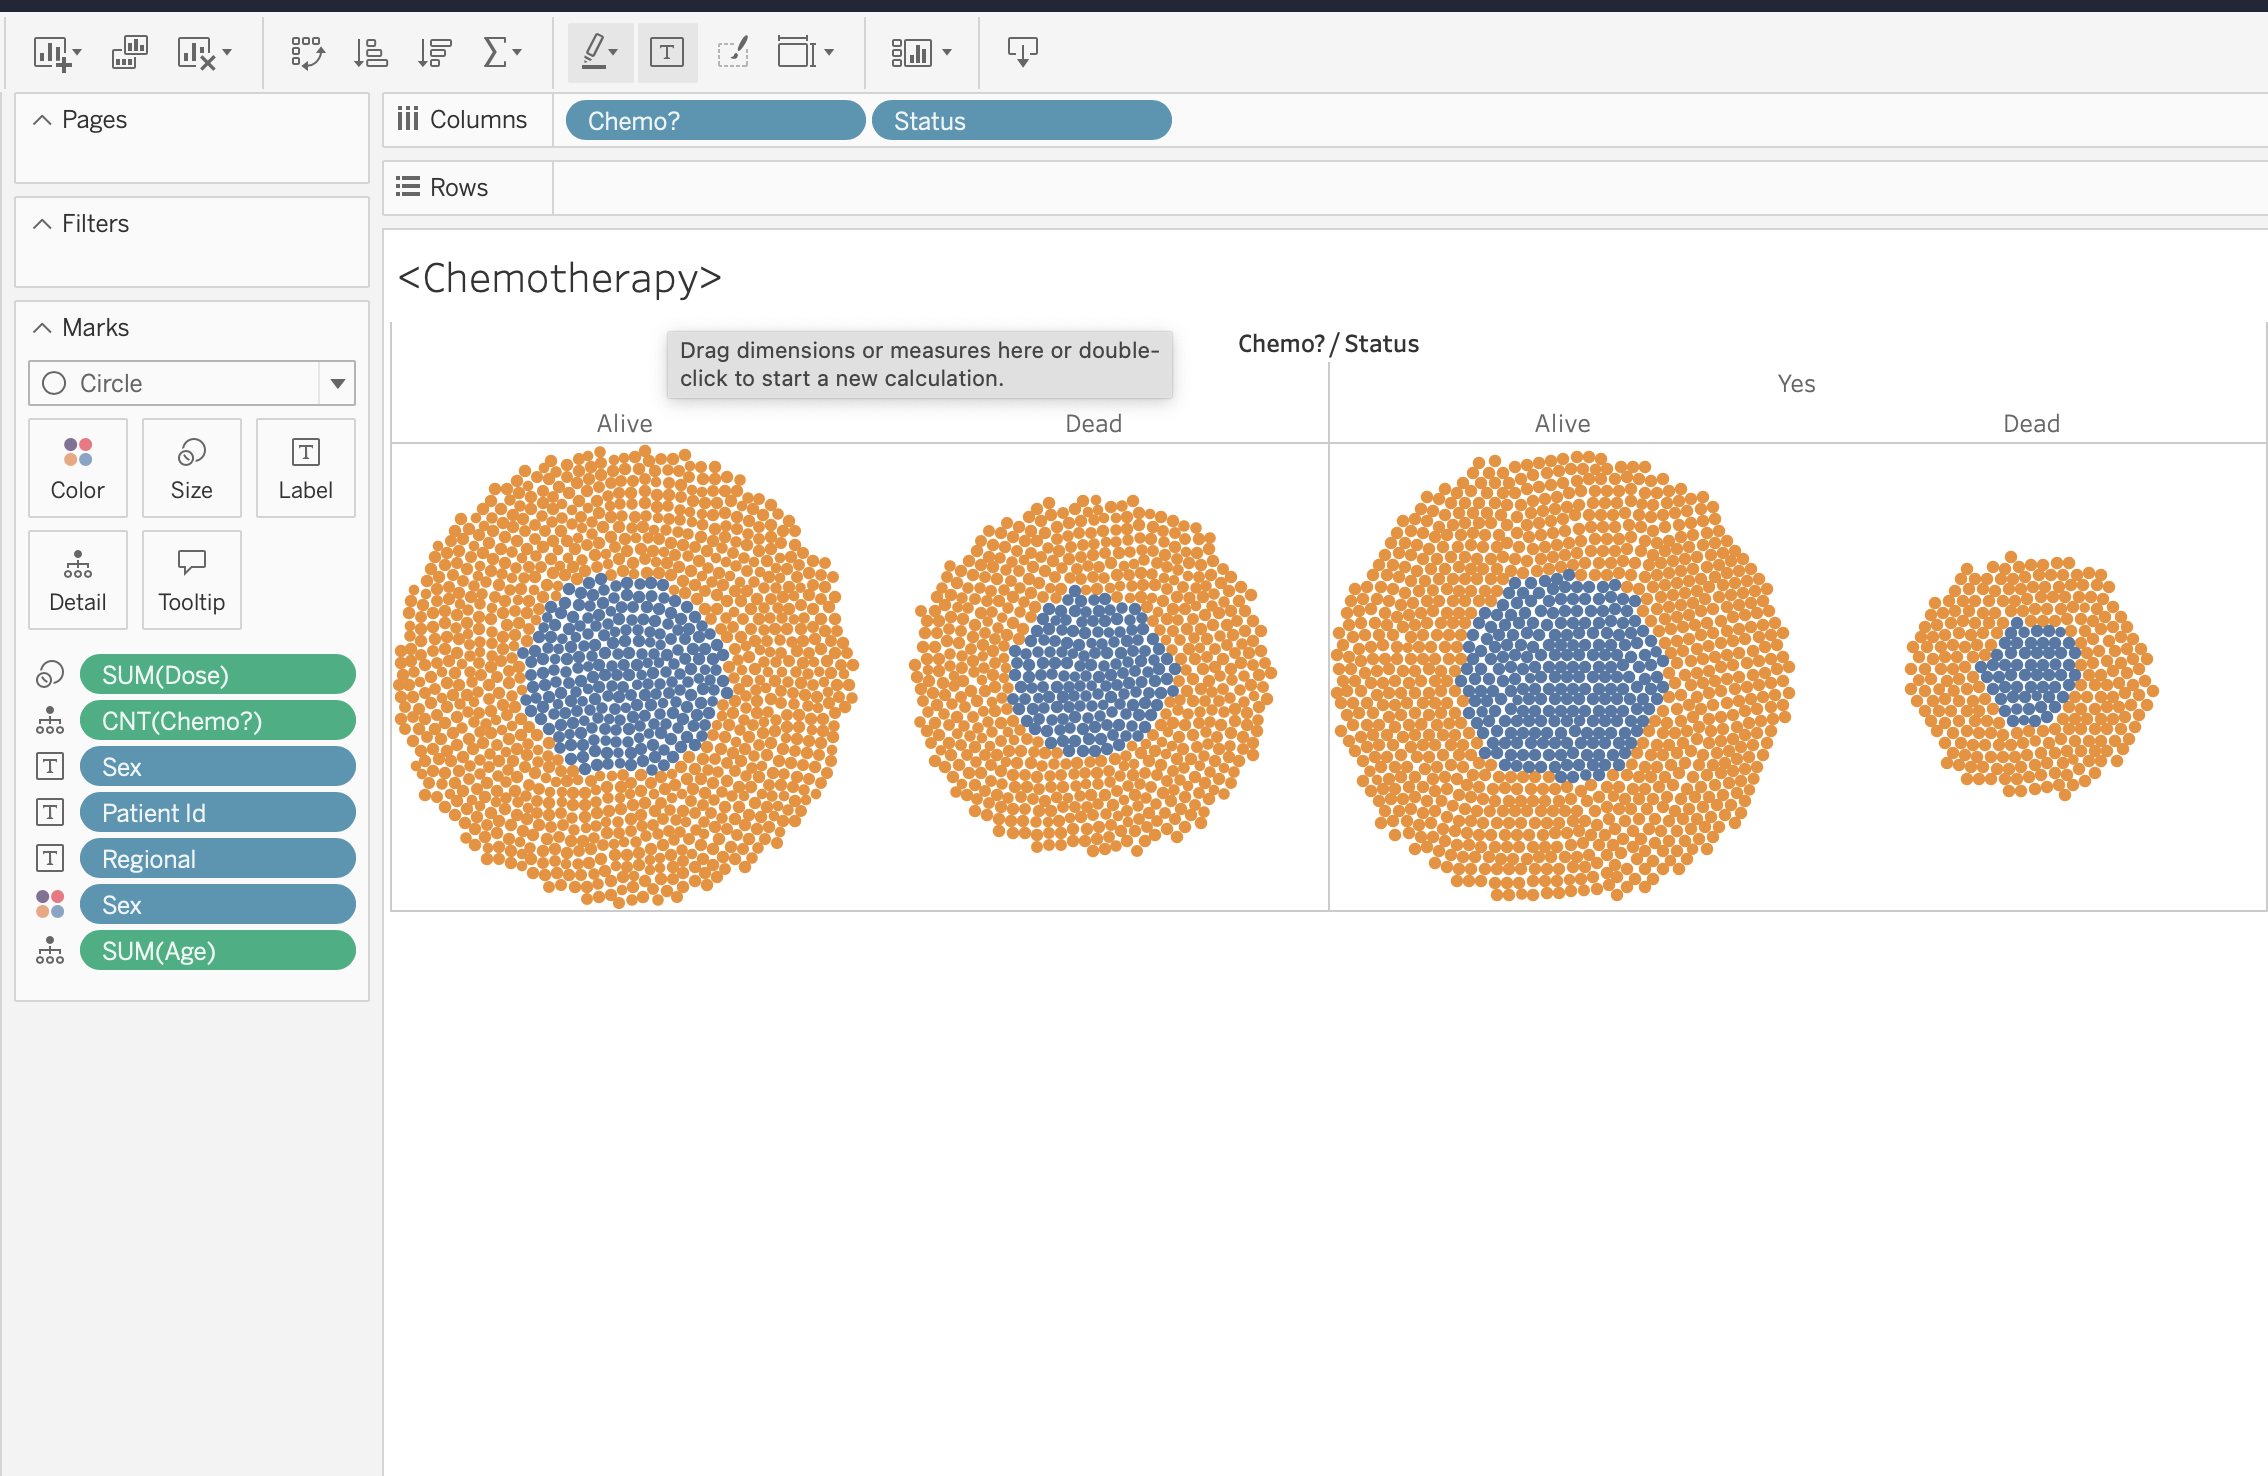 Pages
Columns
Chemo?
Status
Rows
Filters
<Chemotherapy>
Marks
Circle
Color
Size
Label
Detail
Tooltip
SUM(Dose)
CNT(Chemo?)
Sex
Patient Id
Regional
Sex
SUM(Age)
Drag dimensions or measures here or double-
click to start a new calculation.
Chemo? / Status
Yes
Alive
Dead
Alive
Dead